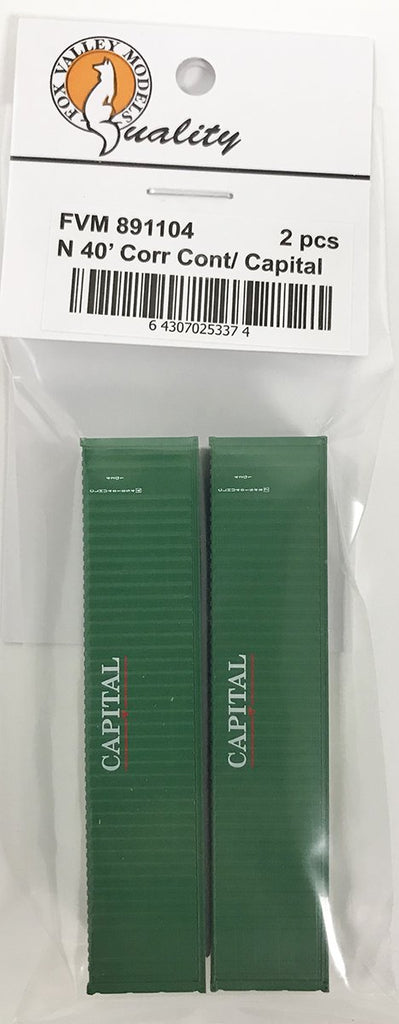 FOX VALLEY MODELS
Quality
FVM 891104 2 pcs
N 40' Corr Cont/ Capital
6 4307025337 4
CAPITAL
CAPITAL